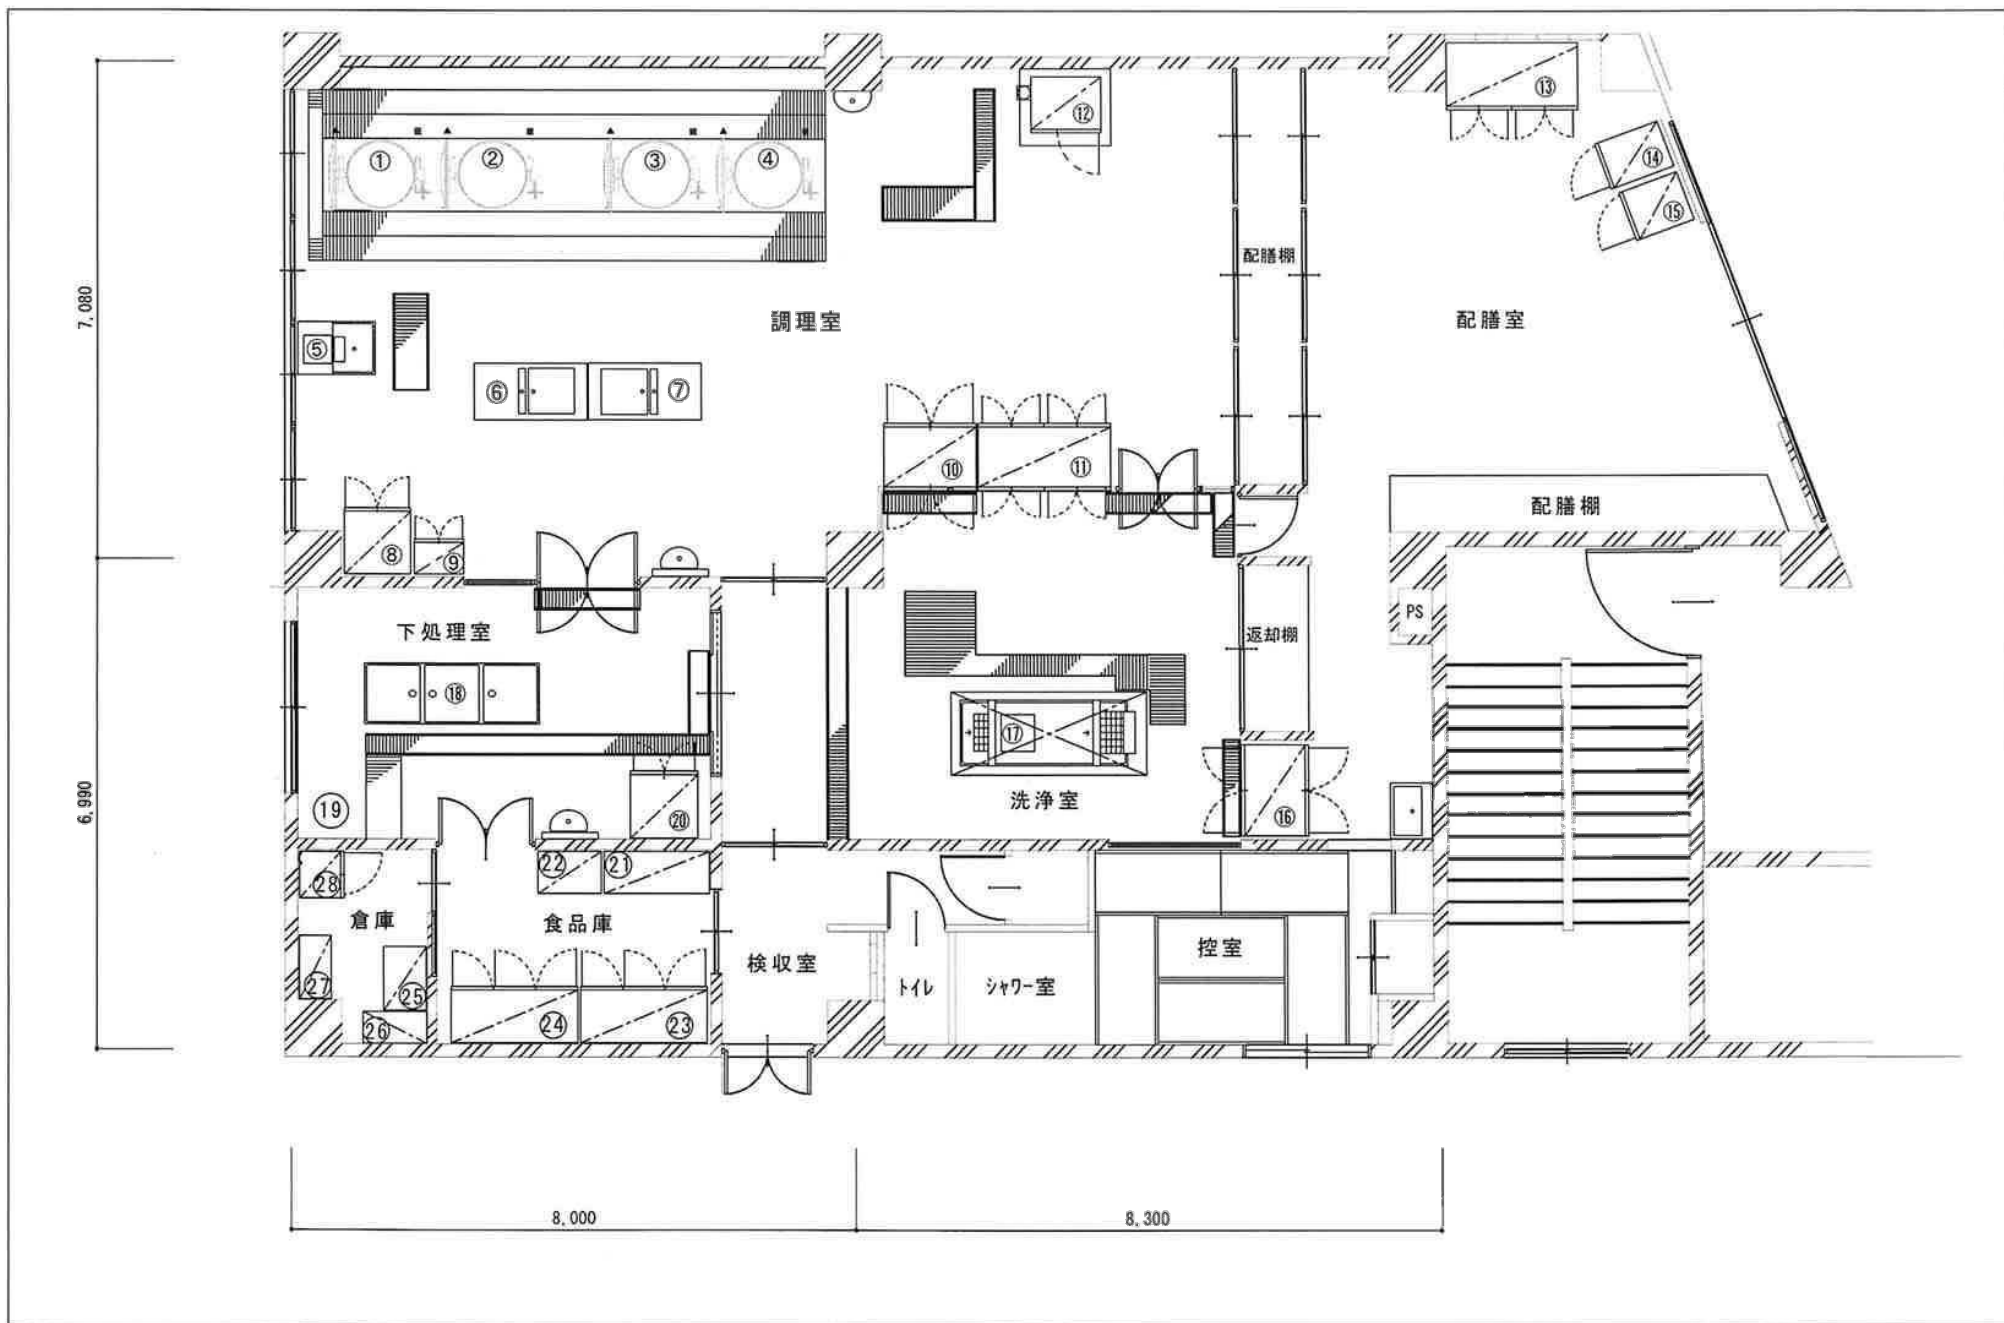 ①
②
③
④
⑫
⑬
⑭
⑮
配膳棚
7,080
調理室
配膳室
⑤
⑥
⑦
⑩
⑪
配膳棚
⑧
⑨
下処理室
PS
返却棚
⑱
⑰
洗浄室
6,990
⑲
⑳
⑯
㉘
㉒
㉑
倉庫
食品庫
検収室
控室
トイレ
シャワー室
㉗
㉕
㉖
㉔
㉓
8,000
8,300